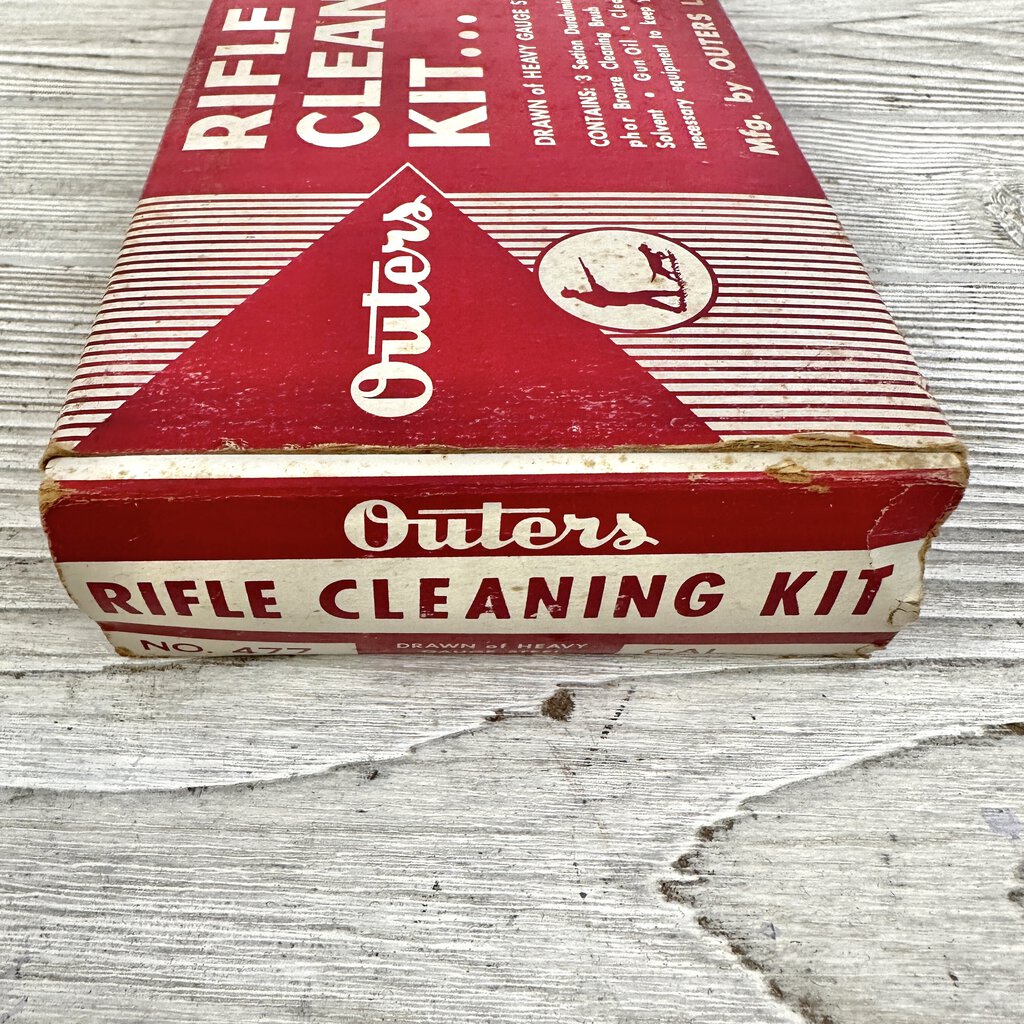 RIFLE
CLEAN
KIT...
DRAWN of HEAVY GAUGE S
CONTAINS: 3 Section
phor Bronze Cleaning Brush
Solvent • Gun Oil • Clea
necessary equipment to keep
Mfg. by OUTERS L
Outers
Outers
RIFLE CLEANING KIT
NO. 477
DRAWN of HEAVY
CAL